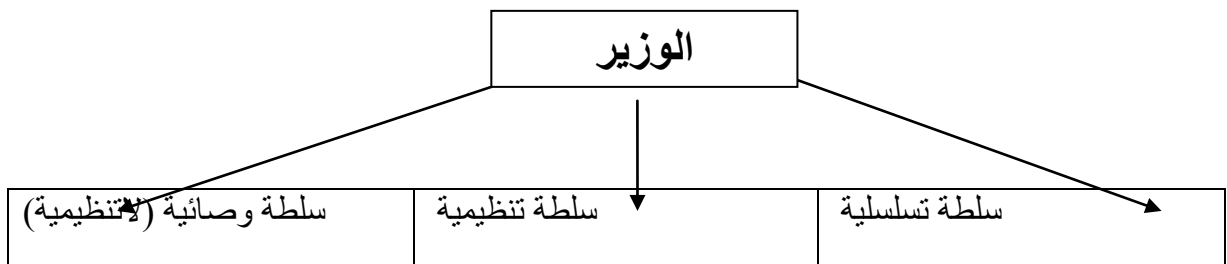 الوزير
سلطة تسلسلية
سلطة تنظيمية
سلطة وصائية (لاتنظيمية)